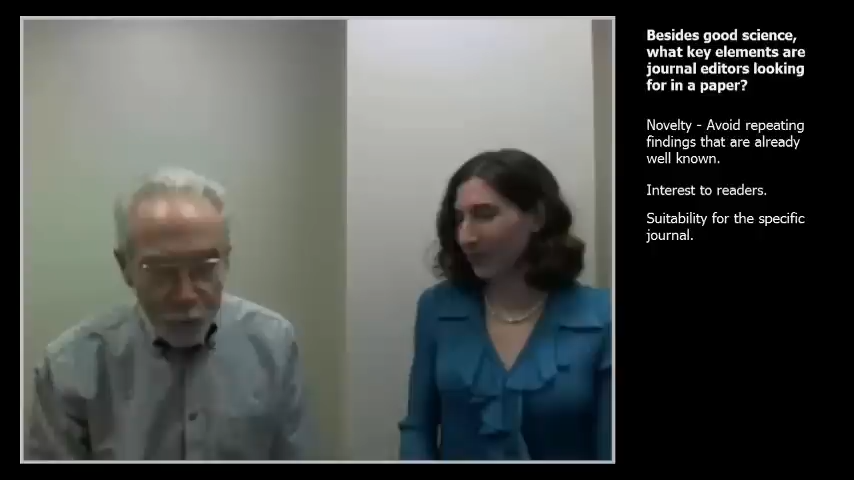 Besides good science,
what key elements are
journal editors looking
for in a paper?
Novelty - Avoid repeating
findings that are already
well known.
Interest to readers.
Suitability for the specific
journal.